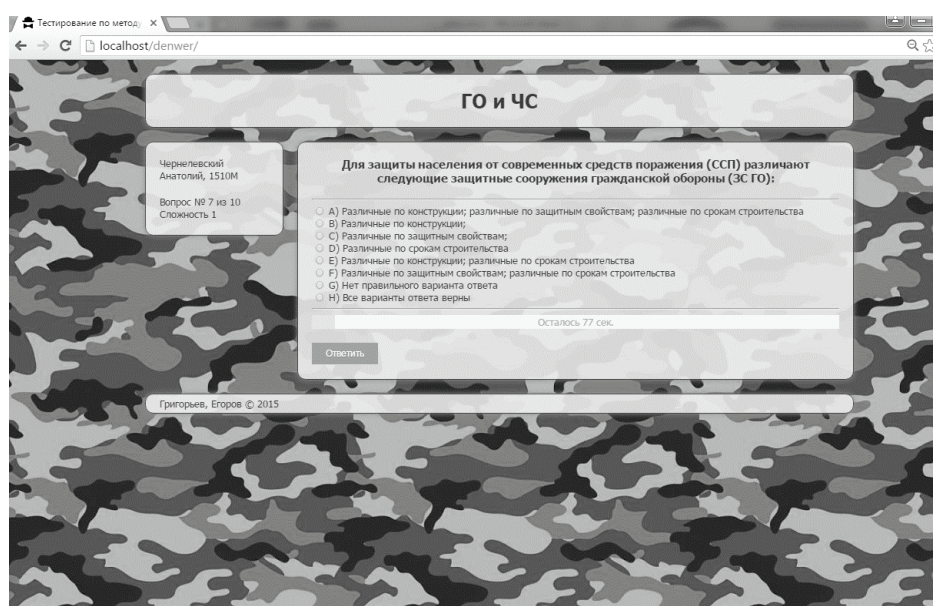 Тестирование по методу
localhost/denwer/
ГО и ЧС
Чернепевский
Анатолий, 1510М
Вопрос № 7 из 10
Сложность 1
Для защиты населения от современных средств поражения (ССП) различают
следующие защитные сооружения гражданской обороны (ЗС ГО):
A) Различные по конструкции; различные по защитным свойствам; различные по срокам строительства
B) Различные по конструкции;
C) Различные по защитным свойствам;
D) Различные по срокам строительства
E) Различные по конструкции; различные по срокам строительства
F) Различные по защитным свойствам; различные по срокам строительства
G) Нет правильного варианта ответа
H) Все варианты ответа верны
Осталось 77 сек.
Ответить
Григорьев, Егоров © 2015